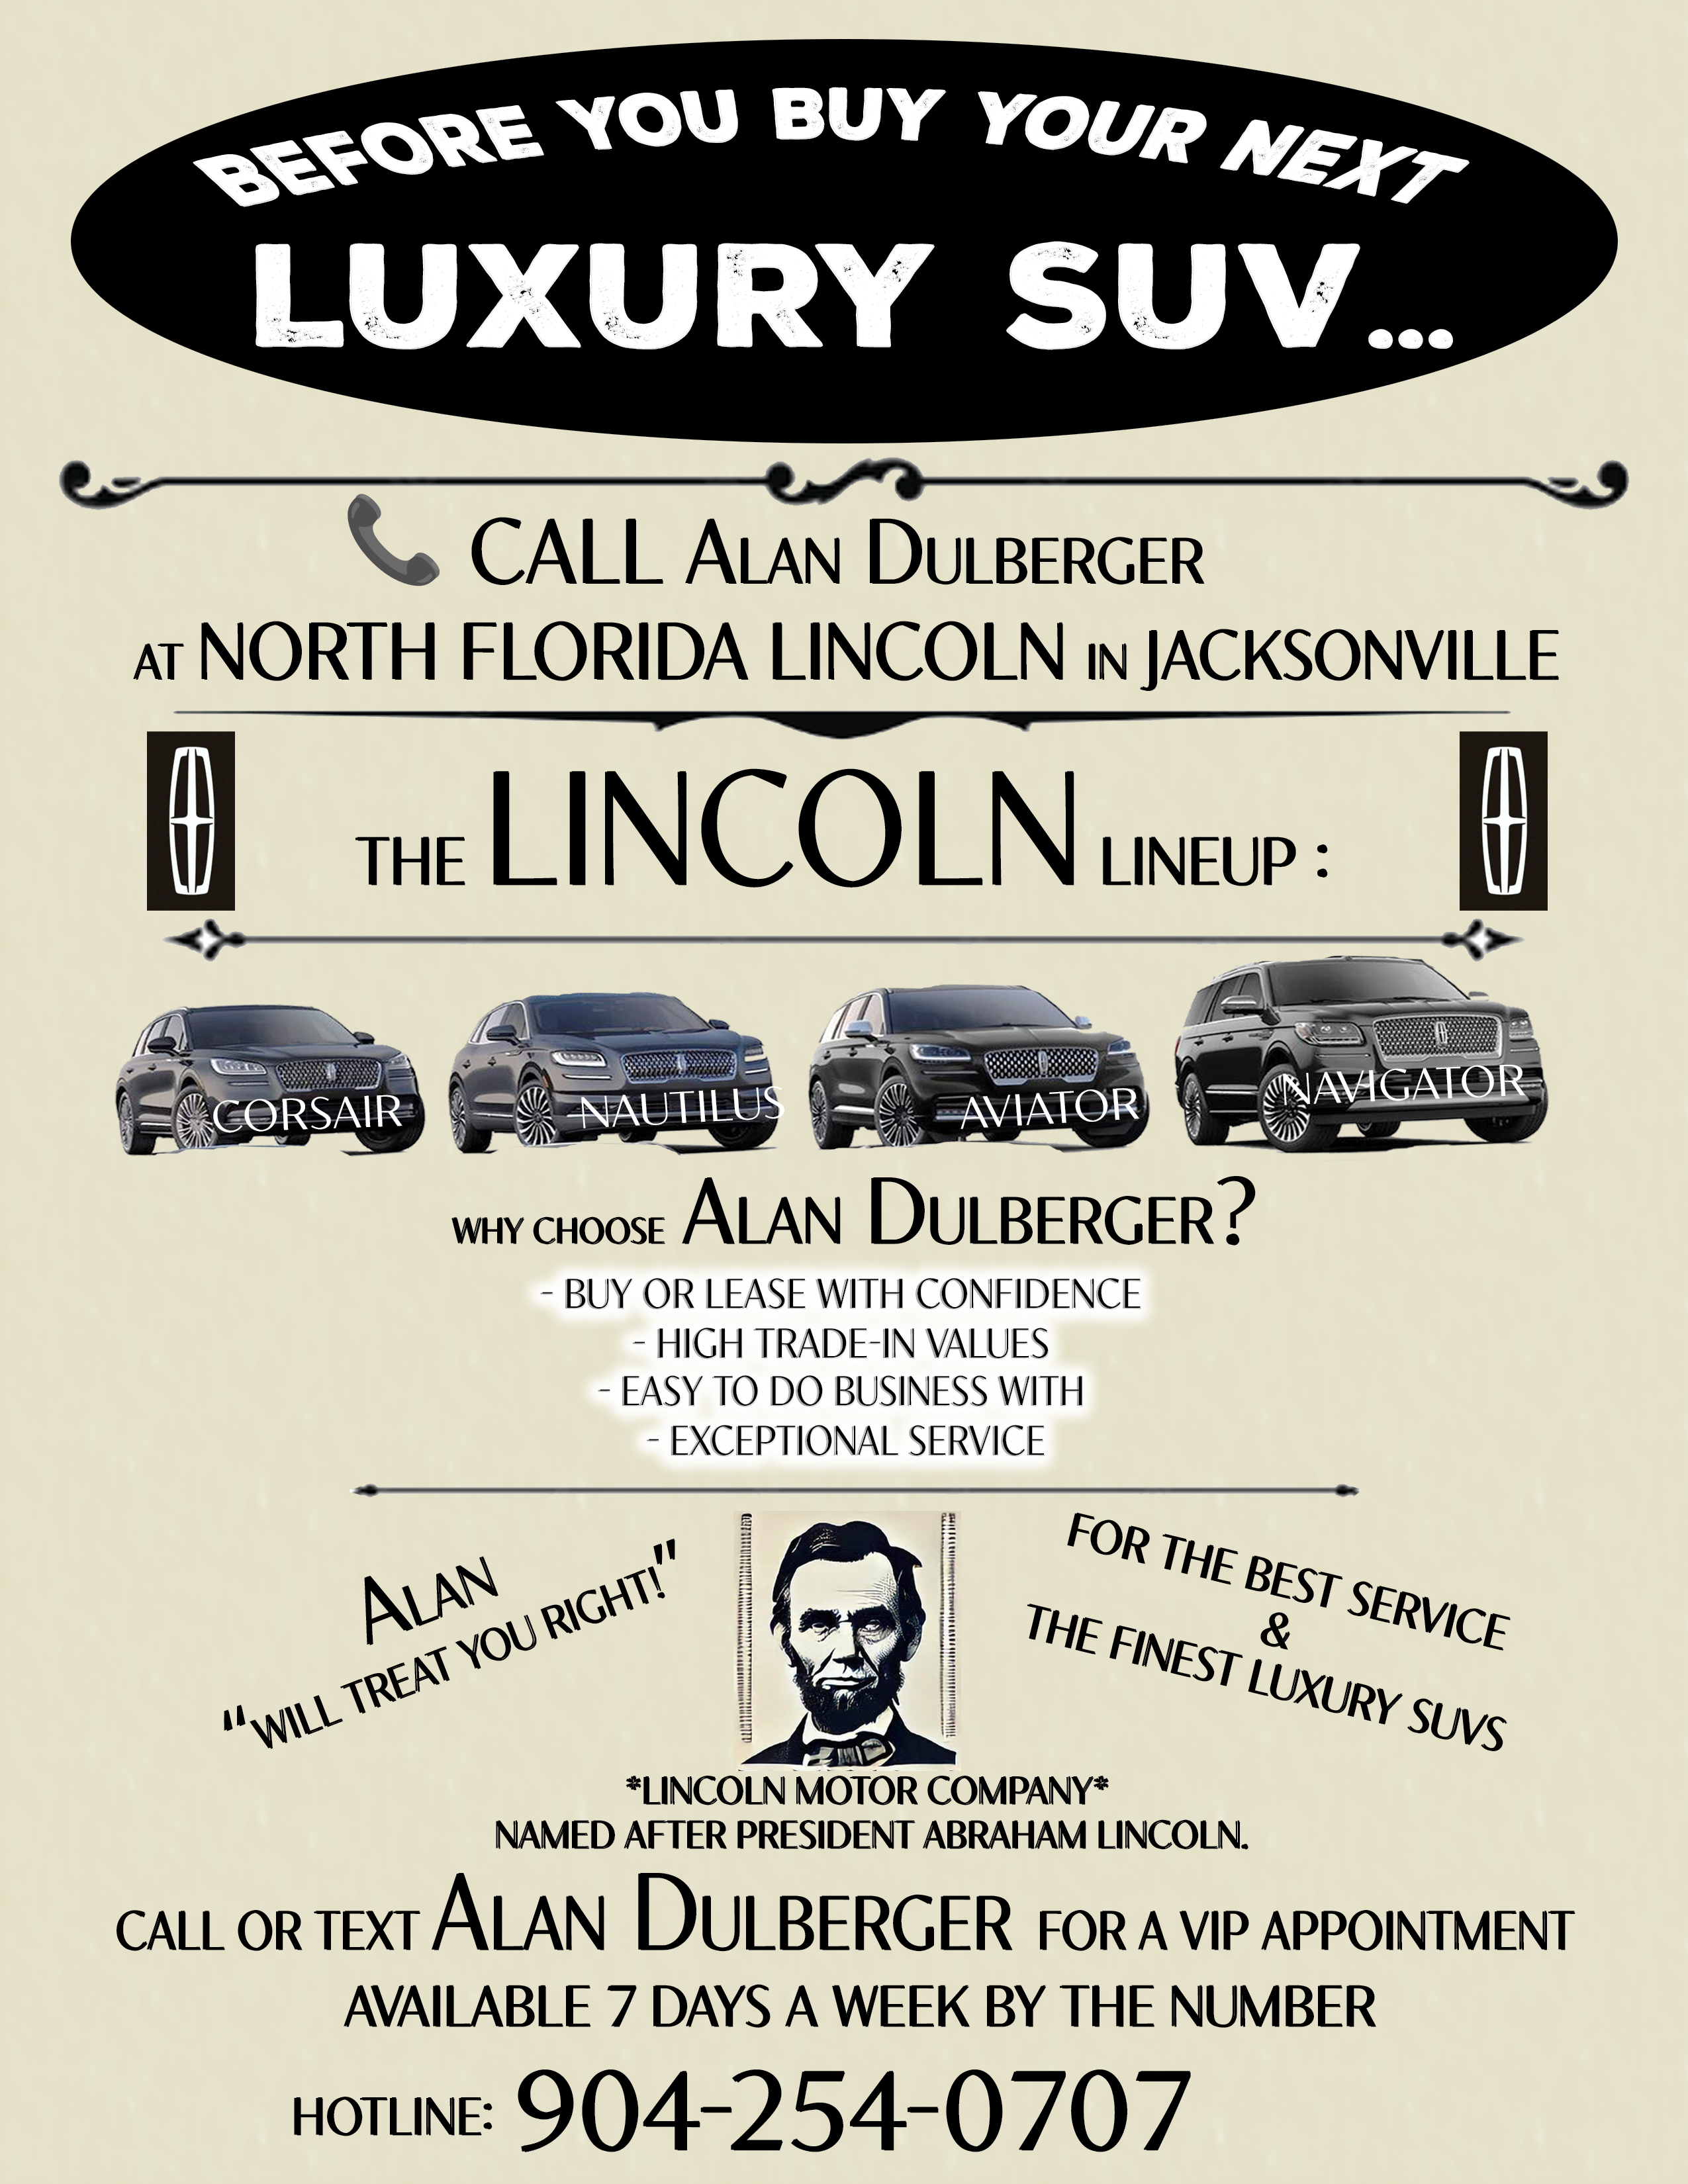 BEFORE YOU BUY YOUR NEXT
LUXURY SUV...
CALL ALAN DULBERGER
AT NORTH FLORIDA LINCOLN IN JACKSONVILLE
THE LINCOLN LINEUP :
CORSAIR
NAUTILUS
AVIATOR
NAVIGATOR
WHY CHOOSE ALAN DULBERGER?
- BUY OR LEASE WITH CONFIDENCE
- HIGH TRADE-IN VALUES
- EASY TO DO BUSINESS WITH
- EXCEPTIONAL SERVICE
ALAN
"WILL TREAT YOU RIGHT!"
FOR THE BEST SERVICE
&
THE FINEST LUXURY SUVS
*LINCOLN MOTOR COMPANY*
NAMED AFTER PRESIDENT ABRAHAM LINCOLN.
CALL OR TEXT ALAN DULBERGER FOR A VIP APPOINTMENT
AVAILABLE 7 DAYS A WEEK BY THE NUMBER
HOTLINE: 904-254-0707